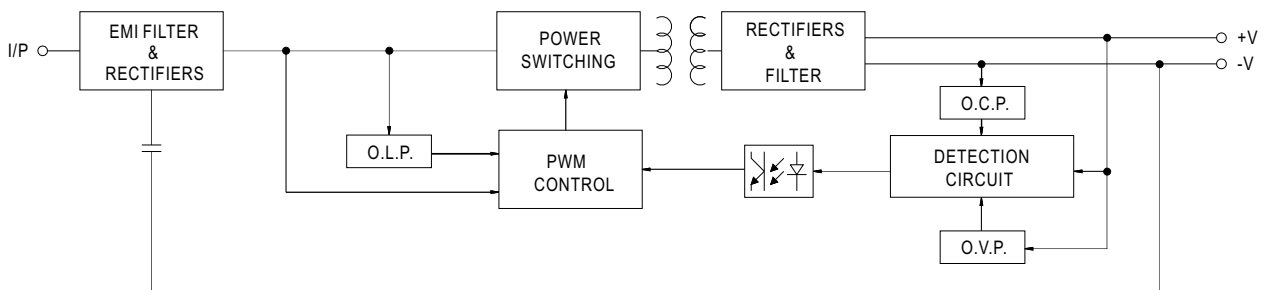 I/P
EMI FILTER
&
RECTIFIERS
POWER
SWITCHING
RECTIFIERS
&
FILTER
+V
-V
O.C.P.
O.L.P.
PWM
CONTROL
DETECTION
CIRCUIT
O.V.P.